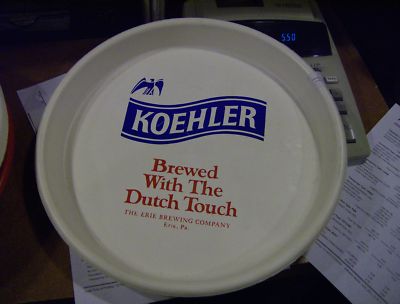 550
KOEHLER
Brewed
With The
Dutch Touch
THE ERIE BREWING COMPANY
Erie, Pa.